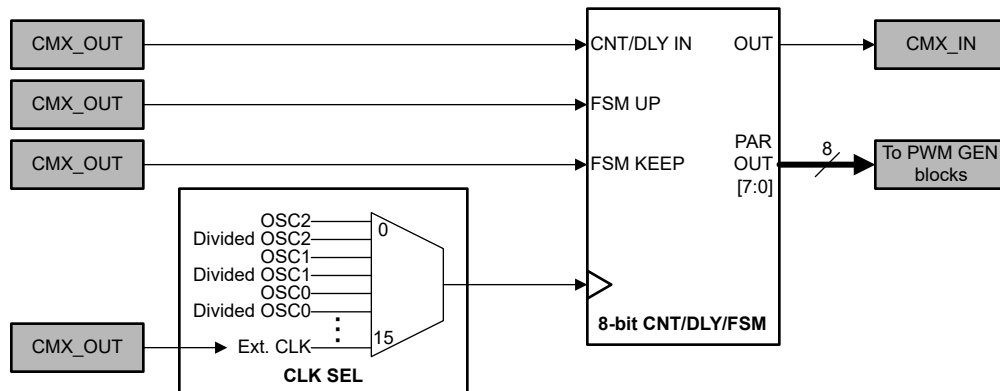 CMX_OUT
CNT/DLY IN
OUT
CMX_IN
CMX_OUT
FSM UP
CMX_OUT
FSM KEEP
PAR
OUT
[7:0]
8
To PWM GEN
blocks
OSC2
0
Divided OSC2
OSC1
Divided OSC1
OSC0
Divided OSC0
15
CMX_OUT
Ext. CLK
CLK SEL
8-bit CNT/DLY/FSM